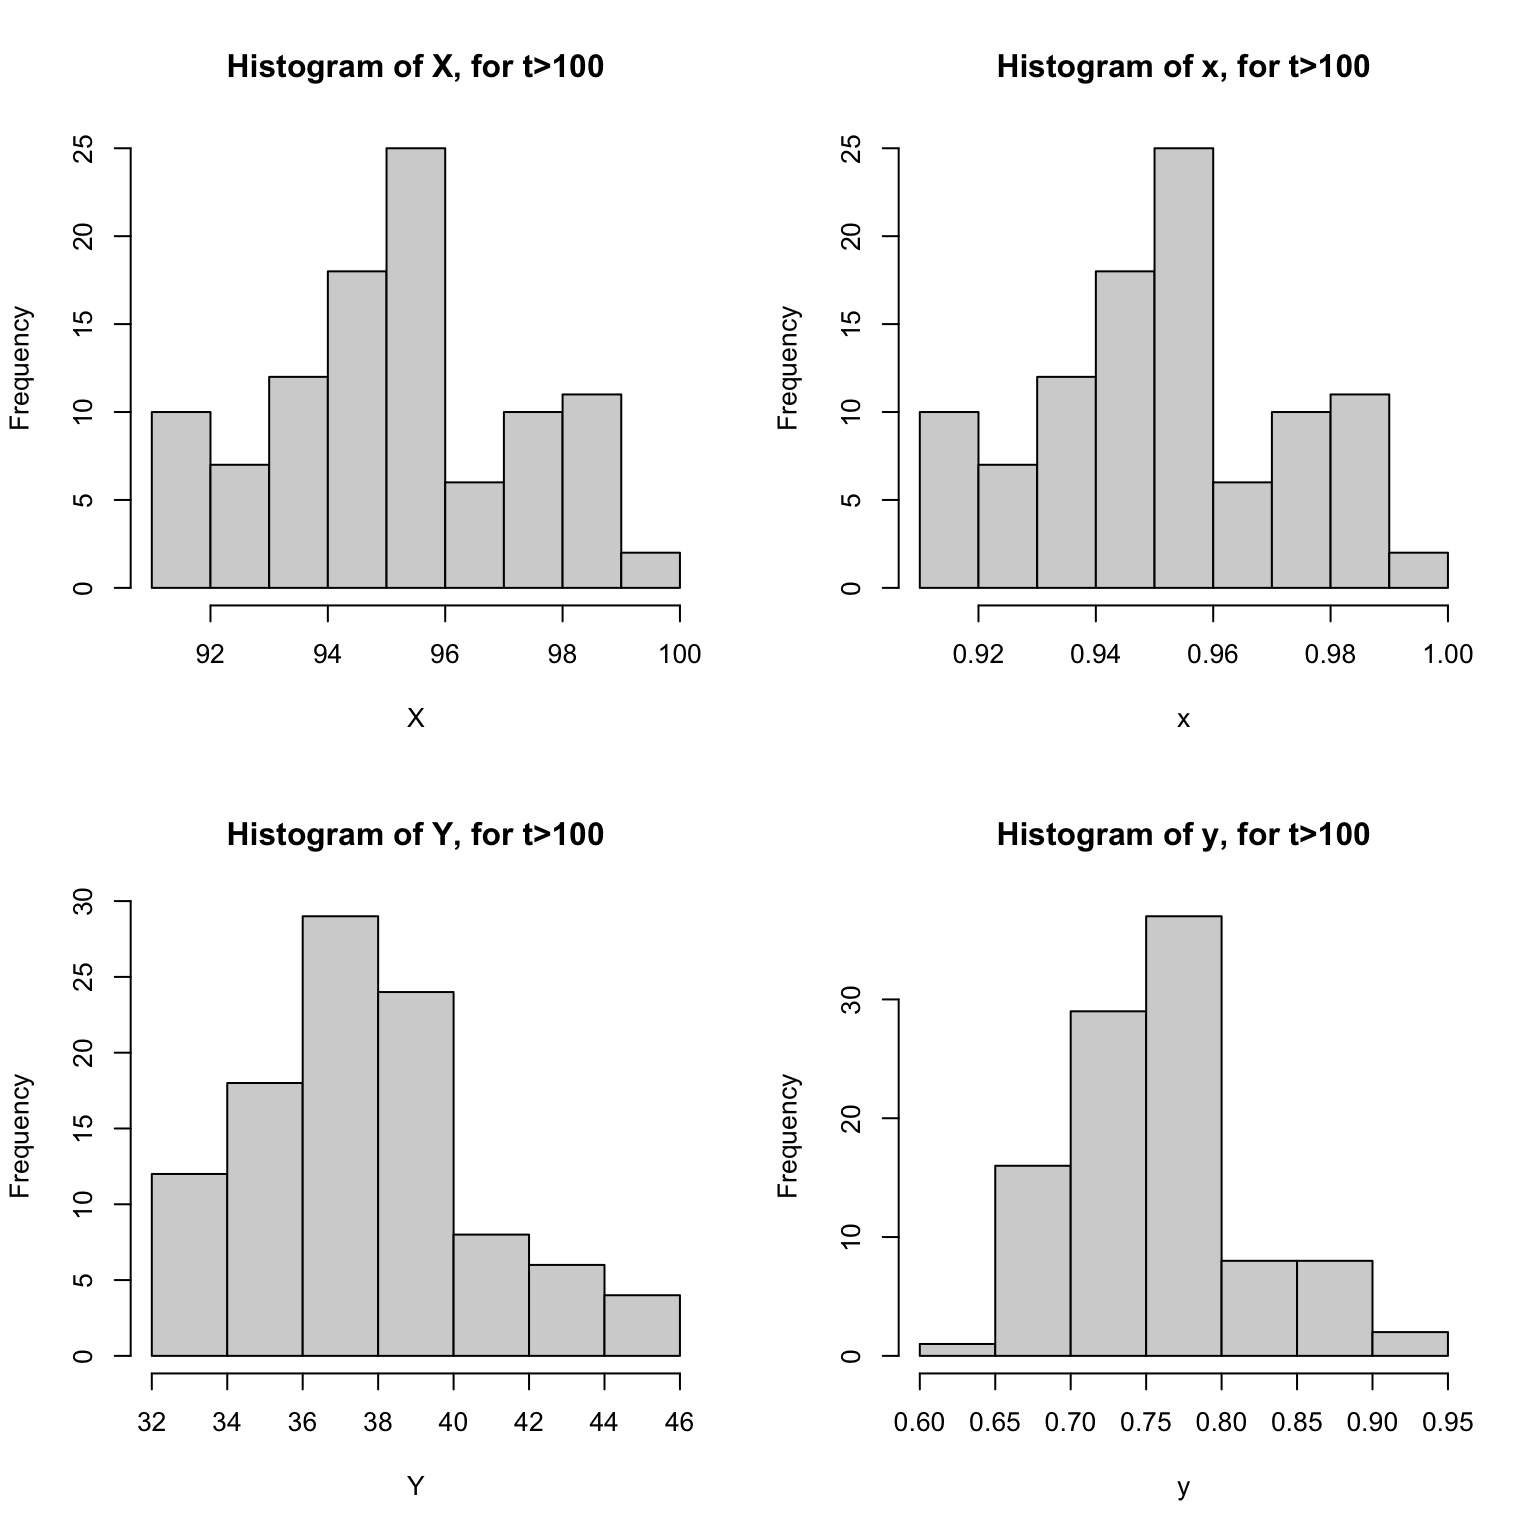 Histogram of X, for t>100
Frequency
0 5 10 15 20 25
92 94 96 98 100
X
Histogram of x, for t>100
Frequency
0 5 10 15 20 25
0.92 0.94 0.96 0.98 1.00
x
Histogram of Y, for t>100
Frequency
0 5 10 15 20 25 30
32 34 36 38 40 42 44 46
Y
Histogram of y, for t>100
Frequency
0 10 20 30
0.60 0.65 0.70 0.75 0.80 0.85 0.90 0.95
y